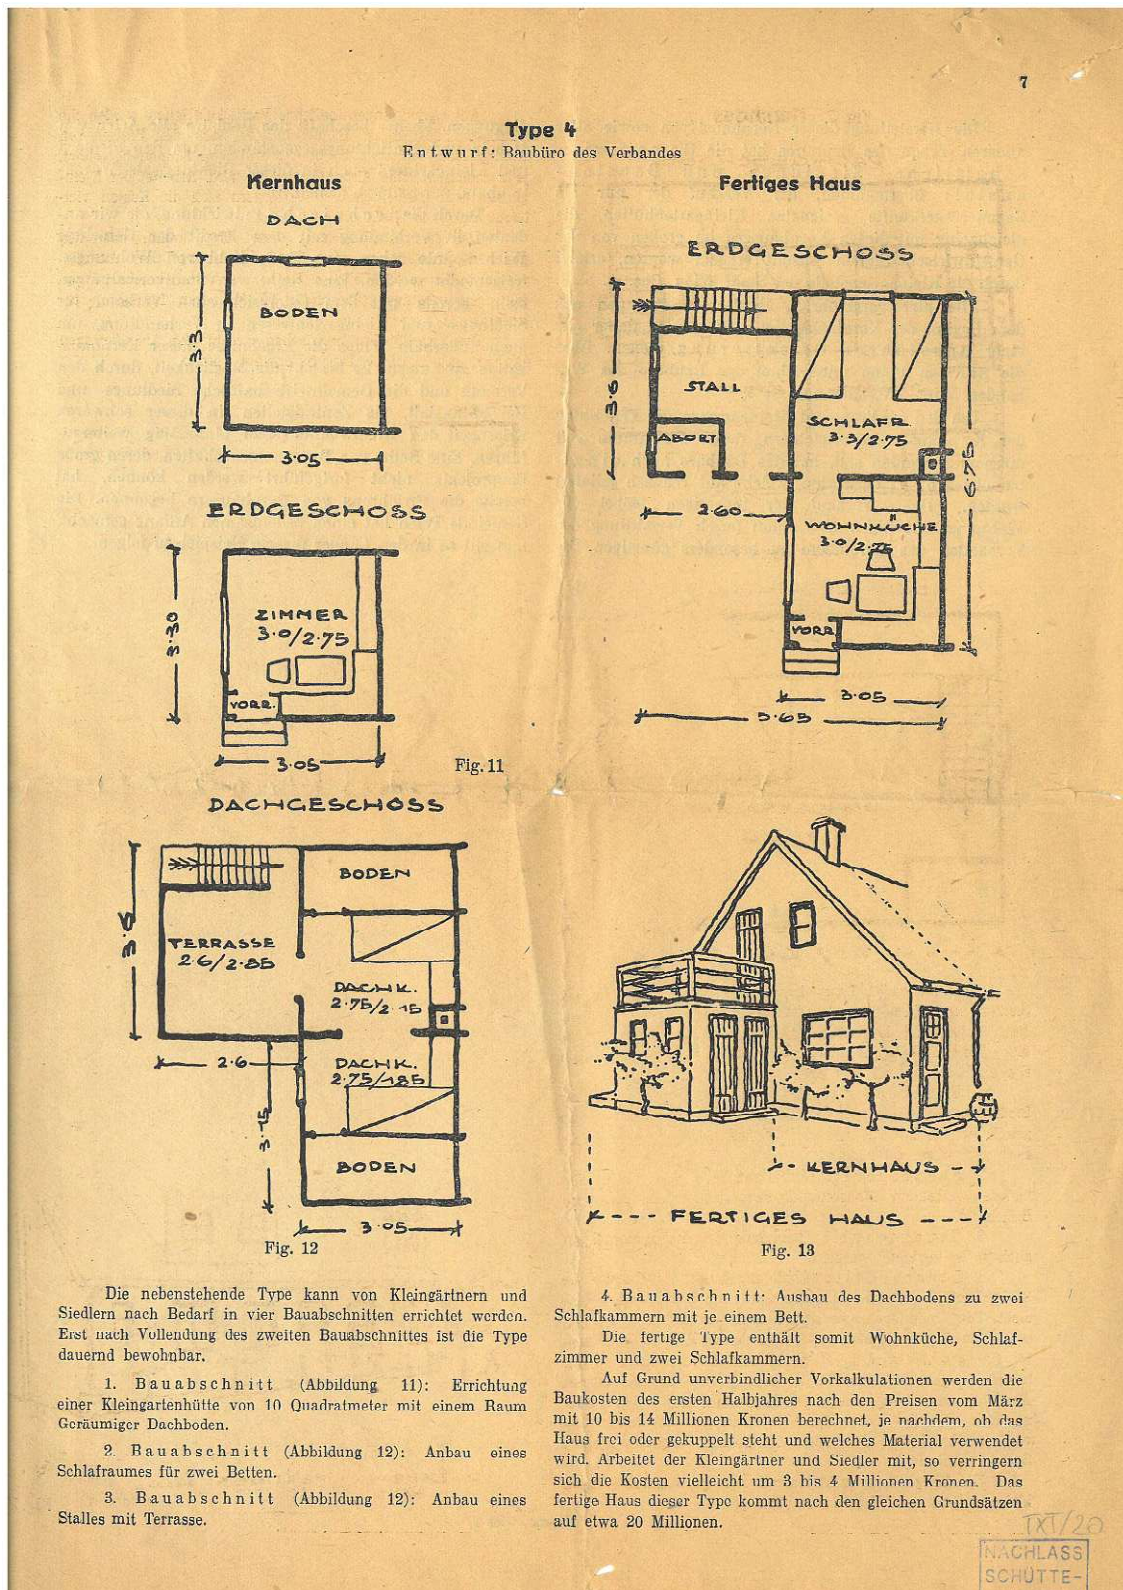 7
Type 4
Entwurf: Baubüro des Verbandes
Kernhaus
DACH
3.3
BODEN
3.05
ERDGESCHOSS
3.30
ZIMMER
3.0/2.75
VORR.
3.05
Fig. 11
Fertiges Haus
ERDGESCHOSS
3.6
STALL
ABORT
SCHLAFR.
3.3/2.75
6.75
2.60
WOHNKÜCHE
3.0/2.75
VORR.
3.05
5.65
DACHGESCHOSS
3.6
BODEN
TERRASSE
2.6/2.85
DACHK.
2.75/2.15
2.6
DACHK.
2.75/1.85
3.15
BODEN
3.05
Fig. 12
KERNHAUS
FERTIGES HAUS
Fig. 13
Die nebenstehende Type kann von Kleingärtnern und
Siedlern nach Bedarf in vier Bauabschnitten errichtet werden.
Erst nach Vollendung des zweiten Bauabschnittes ist die Type
dauernd bewohnbar.
1. Bauabschnitt (Abbildung 11): Errichtung
einer Kleingartenhütte von 10 Quadratmeter mit einem Raum
Geräumiger Dachboden.
2. Bauabschnitt (Abbildung 12): Anbau eines
Schlafraumes für zwei Betten.
3. Bauabschnitt (Abbildung 12): Anbau eines
Stalles mit Terrasse.
4. Bauabschnitt: Ausbau des Dachbodens zu zwei
Schlafkammern mit je einem Bett.
Die fertige Type enthält somit Wohnküche, Schlaf-
zimmer und zwei Schlafkammern.
Auf Grund unverbindlicher Vorkalkulationen werden die
Baukosten des ersten Halbjahres nach den Preisen vom März
mit 10 bis 14 Millionen Kronen berechnet, je nachdem, ob das
Haus frei oder gekuppelt steht und welches Material verwendet
wird. Arbeitet der Kleingärtner und Siedler mit, so verringern
sich die Kosten vielleicht um 3 bis 4 Millionen Kronen. Das
fertige Haus dieser Type kommt nach den gleichen Grundsätzen
auf etwa 20 Millionen.
TXT/20
NACHLASS
SCHÜTTE-